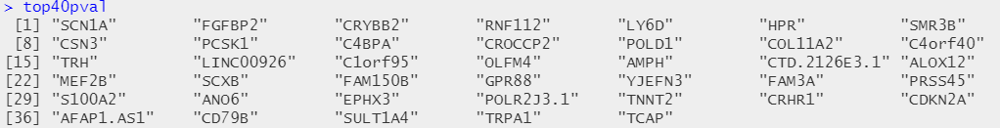 > top40pval
[1] "SCN1A" "FGFBP2" "CRYBB2" "RNF112" "LY6D" "HPR" "SMR3B"
[8] "CSN3" "PCSK1" "C4BPA" "CROCCP2" "POLD1" "COL11A2" "C4orf40"
[15] "TRH" "LINC00926" "C1orf95" "OLFM4" "AMPH" "CTD.2126E3.1" "ALOX12"
[22] "MEF2B" "SCXB" "FAM150B" "GPR88" "YJEFN3" "FAM3A" "PRSS45"
[29] "S100A2" "ANO6" "EPHX3" "POLR2J3.1" "TNNT2" "CRHR1" "CDKN2A"
[36] "AFAP1.AS1" "CD79B" "SULT1A4" "TRPA1" "TCAP"